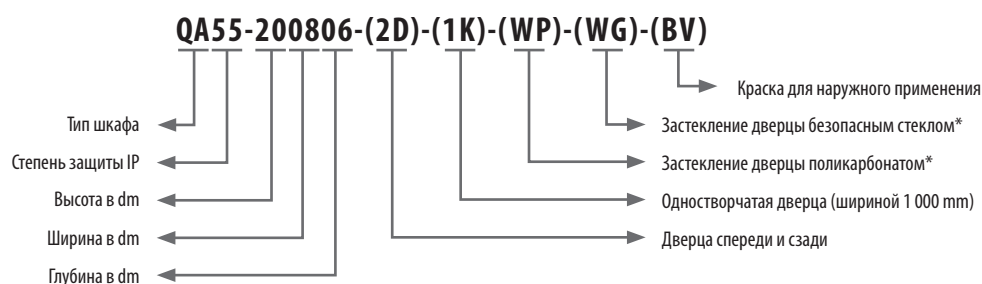 QA55-200806-(2D)-(1K)-(WP)-(WG)-(BV)
Краска для наружного применения
Тип шкафа
Застекление дверцы безопасным стеклом*
Степень защиты IP
Застекление дверцы поликарбонатом*
Высота в dm
Одностворчатая дверца (шириной 1 000 mm)
Ширина в dm
Дверца спереди и сзади
Глубина в dm